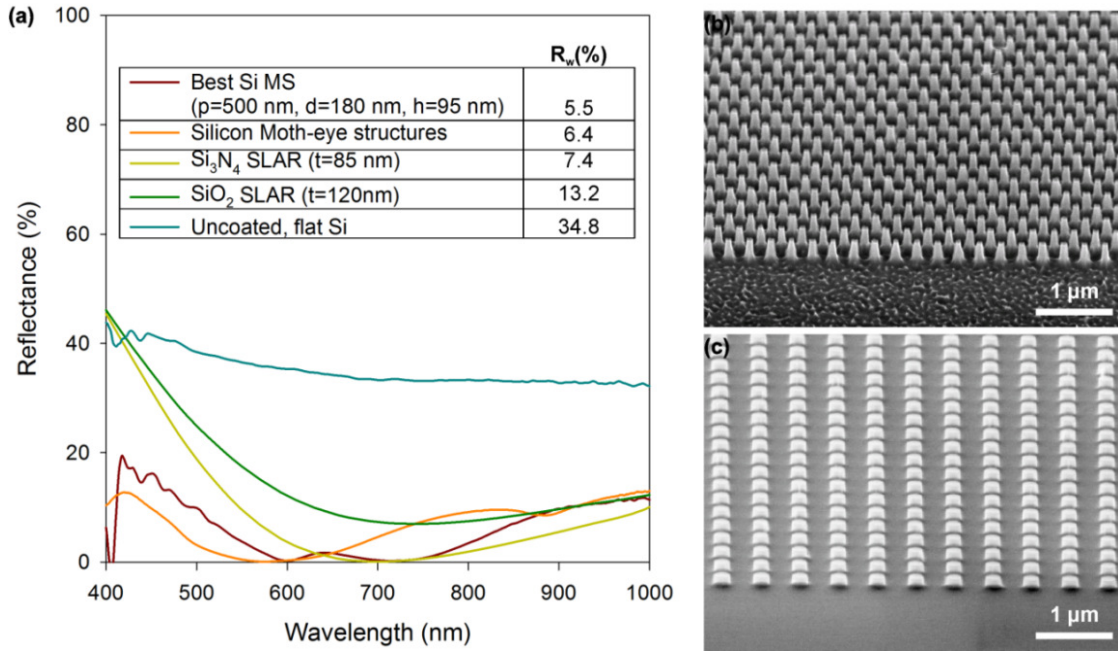 (a)
100
80
60
40
20
0
Reflectance (%)
R_w(%)
Best Si MS
(p=500 nm, d=180 nm, h=95 nm) 5.5
Silicon Moth-eye structures 6.4
Si₃N₄ SLAR (t=85 nm) 7.4
SiO₂ SLAR (t=120nm) 13.2
Uncoated, flat Si 34.8
400 500 600 700 800 900 1000
Wavelength (nm)
(b)
1 µm
(c)
1 µm